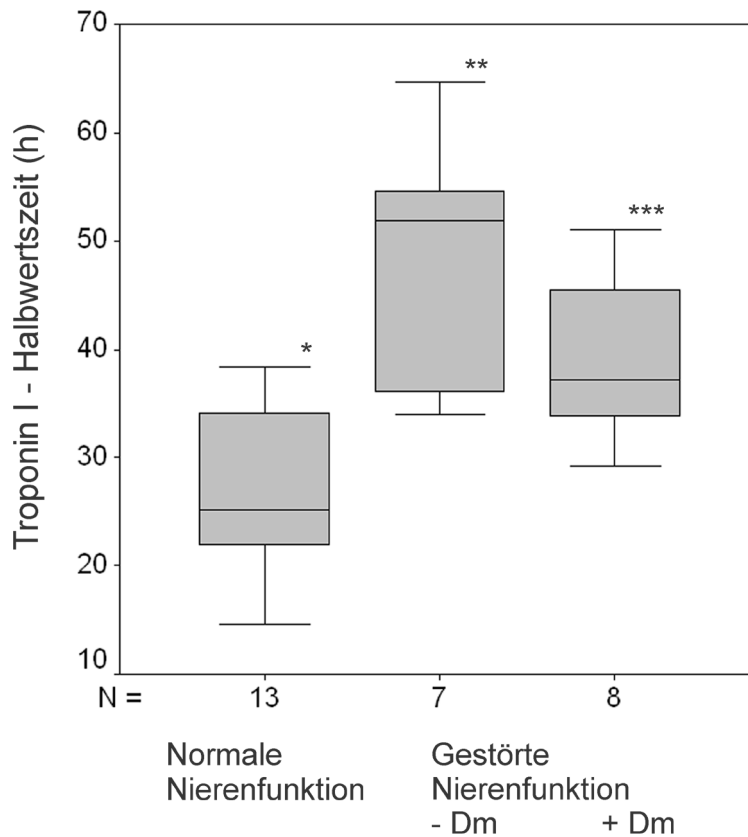 Troponin I - Halbwertszeit (h)
70
60
50
40
30
20
10
*
**
***
N = 13 7 8
Normale Nierenfunktion
Gestörte Nierenfunktion
- Dm + Dm